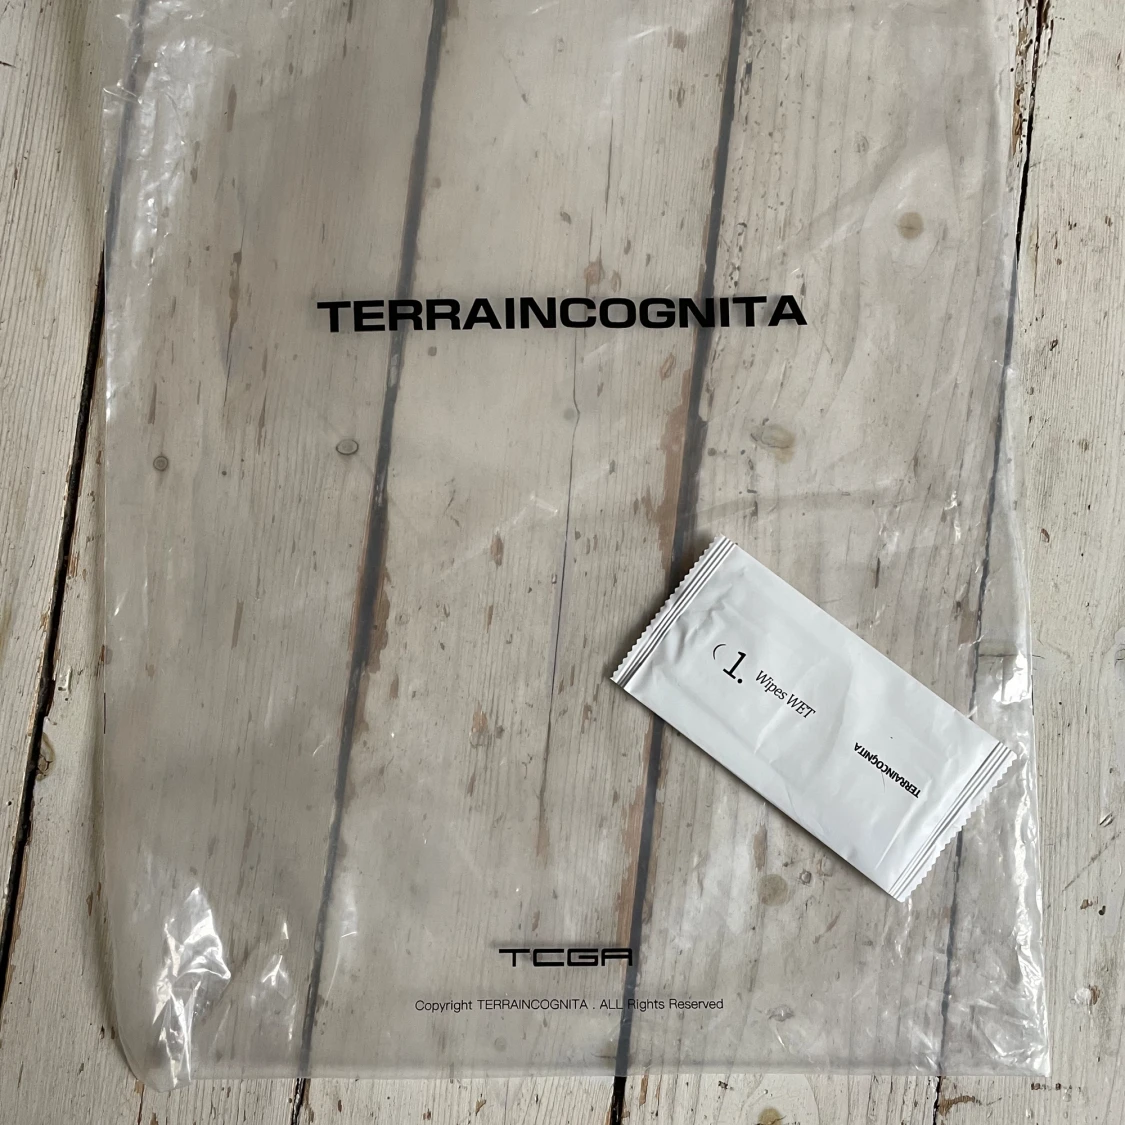 TERRAINCOGNITA
( 1. Wipes WET
TERRAINCOGNITA
TCGA
Copyright TERRAINCOGNITA . ALL Rights Reserved